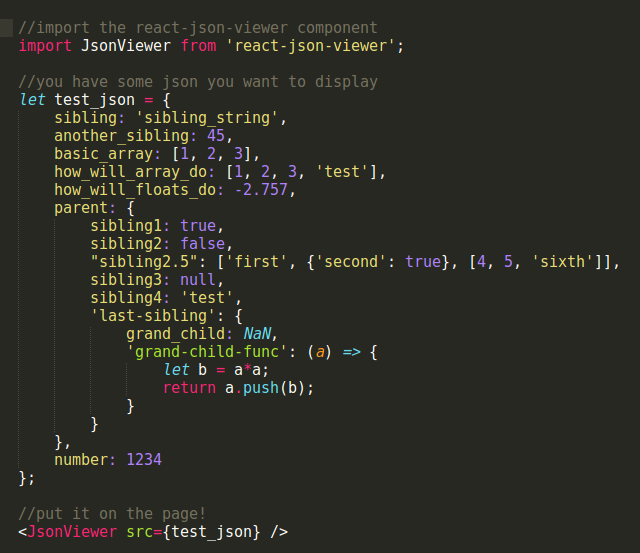 //import the react-json-viewer component
import JsonViewer from 'react-json-viewer';

//you have some json you want to display
let test_json = {
    sibling: 'sibling_string',
    another_sibling: 45,
    basic_array: [1, 2, 3],
    how_will_array_do: [1, 2, 3, 'test'],
    how_will_floats_do: -2.757,
    parent: {
        sibling1: true,
        sibling2: false,
        "sibling2.5": ['first', {'second': true}, [4, 5, 'sixth']],
        sibling3: null,
        sibling4: 'test',
        'last-sibling': {
            grand_child: NaN,
            'grand-child-func': (a) => {
                let b = a*a;
                return a.push(b);
            }
        }
    },
    number: 1234
};

//put it on the page!
<JsonViewer src={test_json} />